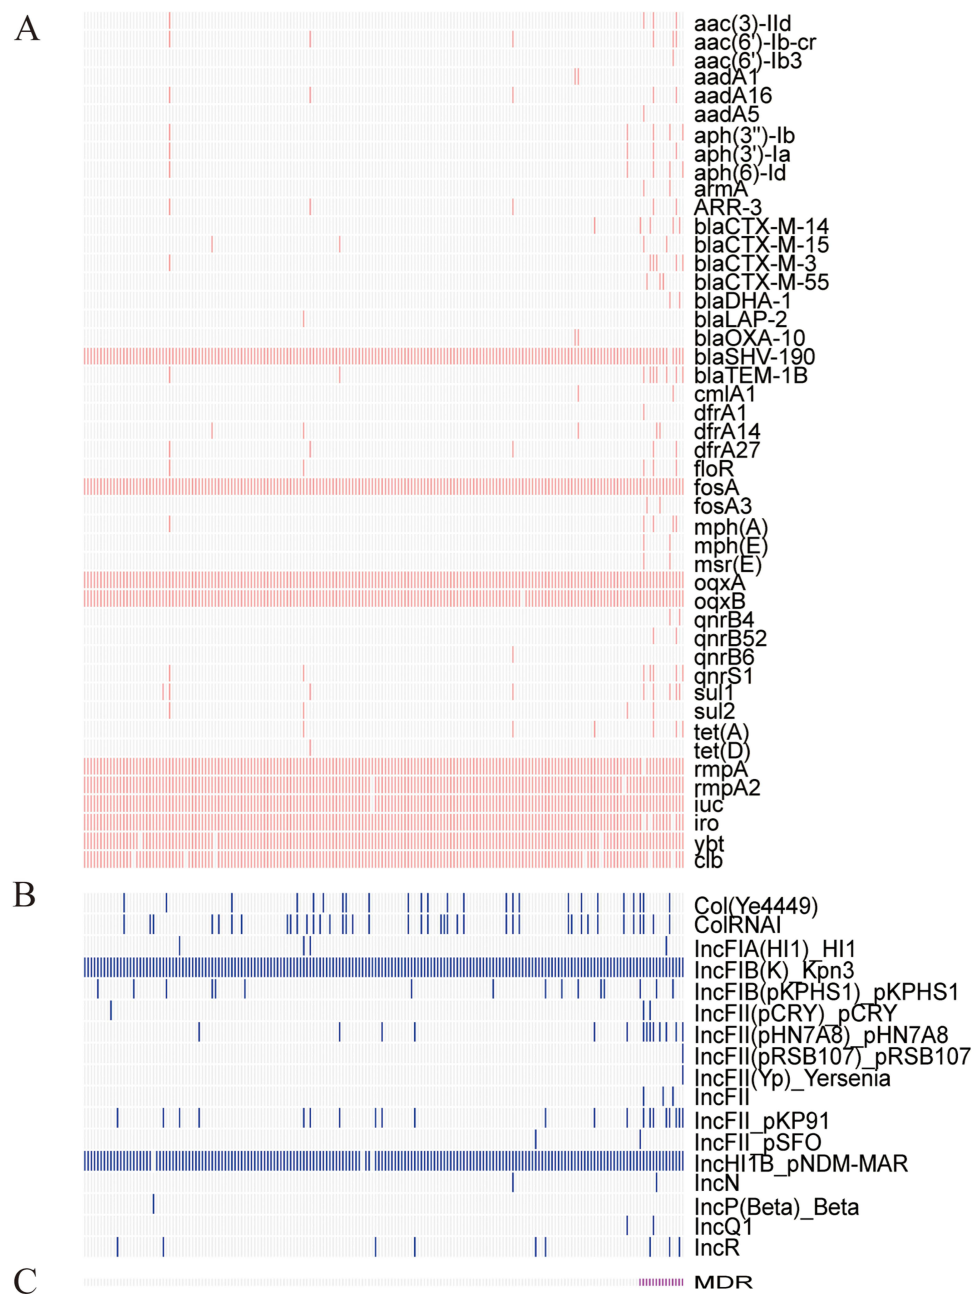 A
aac(3)-IId
aac(6')-Ib-cr
aac(6')-Ib3
aadA1
aadA16
aadA5
aph(3'')-Ib
aph(3')-Ia
aph(6)-Id
armA
ARR-3
blaCTX-M-14
blaCTX-M-15
blaCTX-M-3
blaCTX-M-55
blaDHA-1
blaLAP-2
blaOXA-10
blaSHV-190
blaTEM-1B
cmlA1
dfrA1
dfrA14
dfrA27
floR
fosA
fosA3
mph(A)
mph(E)
msr(E)
oqxA
oqxB
qnrB4
qnrB52
qnrB6
qnrS1
sul1
sul2
tet(A)
tet(D)
rmpA
rmpA2
iuc
iro
ybt
clb
B
Col(Ye4449)
ColRNAI
IncFIA(HI1)_HI1
IncFIB(K)_Kpn3
IncFIB(pKPHS1)_pKPHS1
IncFII(pCRY)_pCRY
IncFII(pHN7A8)_pHN7A8
IncFII(pRSB107)_pRSB107
IncFII(Yp)_Yersenia
IncFII
IncFII_pKP91
IncFII_pSFO
IncHI1B_pNDM-MAR
IncN
IncP(Beta)_Beta
IncQ1
IncR
C
MDR